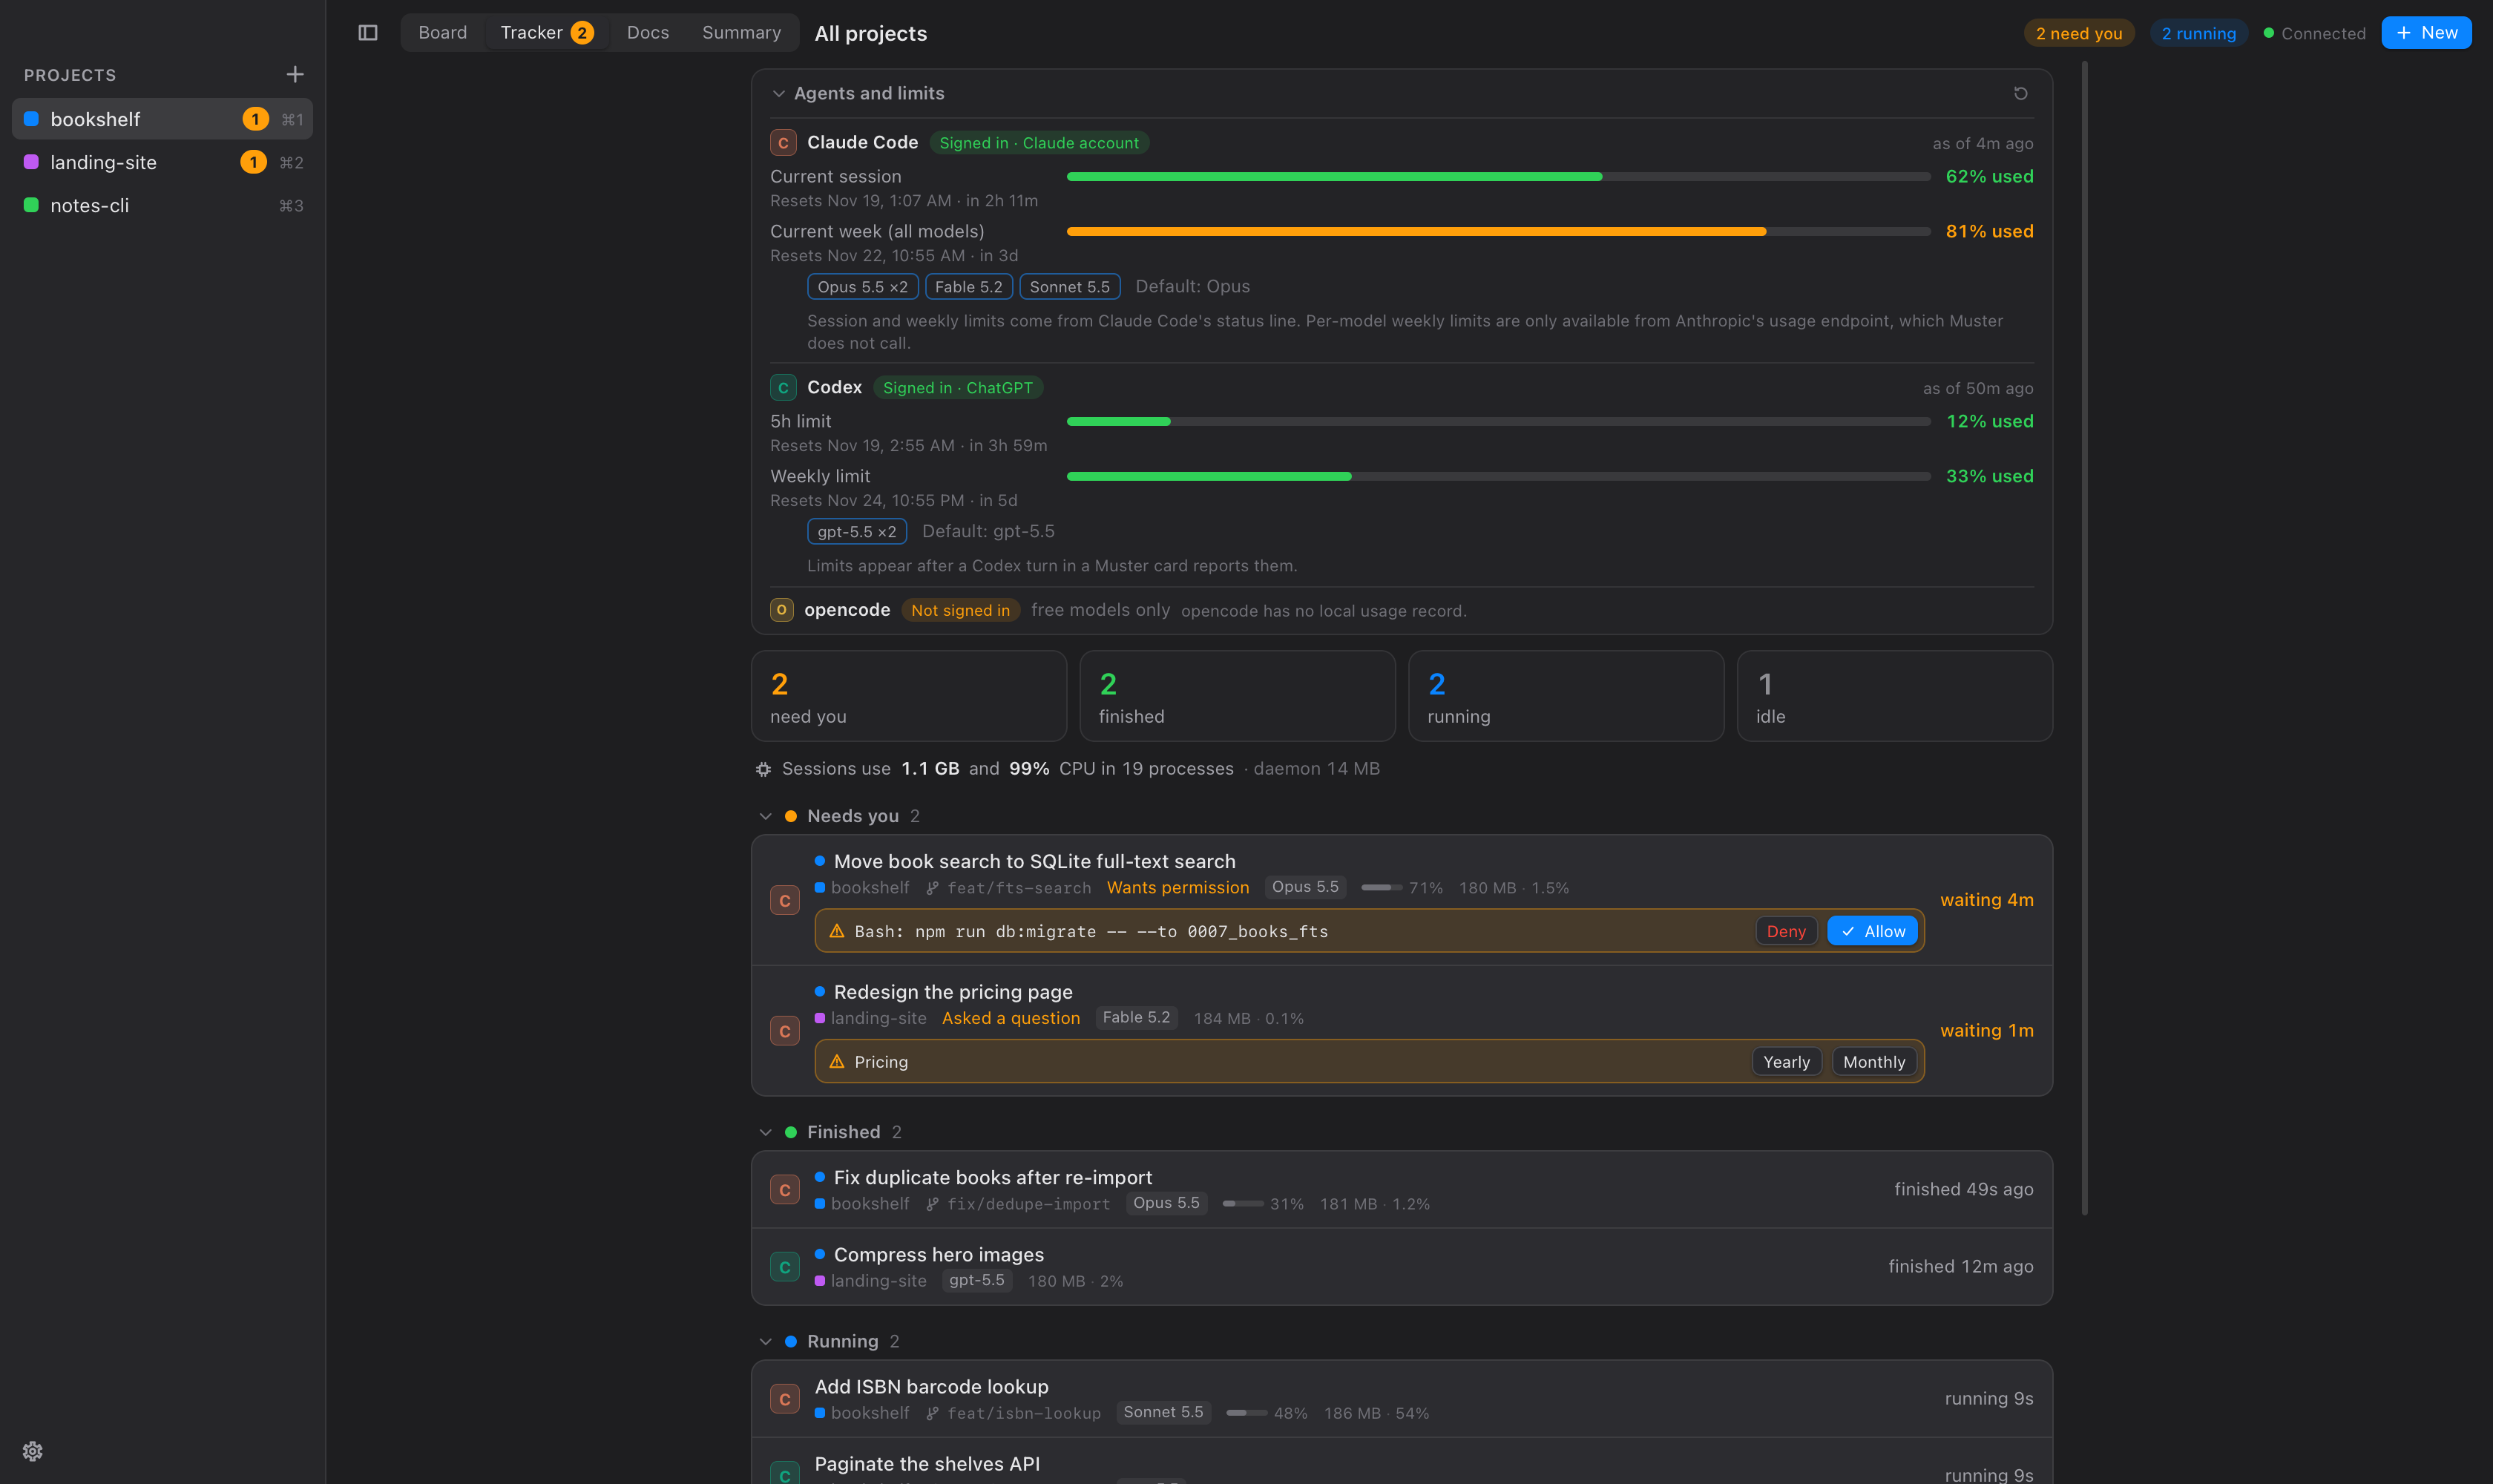 Board Tracker 2 Docs Summary All projects 2 need you 2 running Connected + New
PROJECTS +
bookshelf 1 ⌘1
landing-site 1 ⌘2
notes-cli ⌘3
Agents and limits
C Claude Code Signed in · Claude account as of 4m ago
Current session 62% used
Resets Nov 19, 1:07 AM · in 2h 11m
Current week (all models) 81% used
Resets Nov 22, 10:55 AM · in 3d
Opus 5.5 ×2 Fable 5.2 Sonnet 5.5 Default: Opus
Session and weekly limits come from Claude Code's status line. Per-model weekly limits are only available from Anthropic's usage endpoint, which Muster
does not call.
C Codex Signed in · ChatGPT as of 50m ago
5h limit 12% used
Resets Nov 19, 2:55 AM · in 3h 59m
Weekly limit 33% used
Resets Nov 24, 10:55 PM · in 5d
gpt-5.5 ×2 Default: gpt-5.5
Limits appear after a Codex turn in a Muster card reports them.
O opencode Not signed in free models only opencode has no local usage record.
2 2 2 1
need you finished running idle
Sessions use 1.1 GB and 99% CPU in 19 processes · daemon 14 MB
Needs you 2
Move book search to SQLite full-text search
C bookshelf feat/fts-search Wants permission Opus 5.5 71% 180 MB · 1.5% waiting 4m
Bash: npm run db:migrate -- --to 0007_books_fts Deny Allow
Redesign the pricing page
C landing-site Asked a question Fable 5.2 184 MB · 0.1% waiting 1m
Pricing Yearly Monthly
Finished 2
Fix duplicate books after re-import
C bookshelf fix/dedupe-import Opus 5.5 31% 181 MB · 1.2% finished 49s ago
Compress hero images
C landing-site gpt-5.5 180 MB · 2% finished 12m ago
Running 2
Add ISBN barcode lookup
C bookshelf feat/isbn-lookup Sonnet 5.5 48% 186 MB · 54% running 9s
Paginate the shelves API
C running 9s